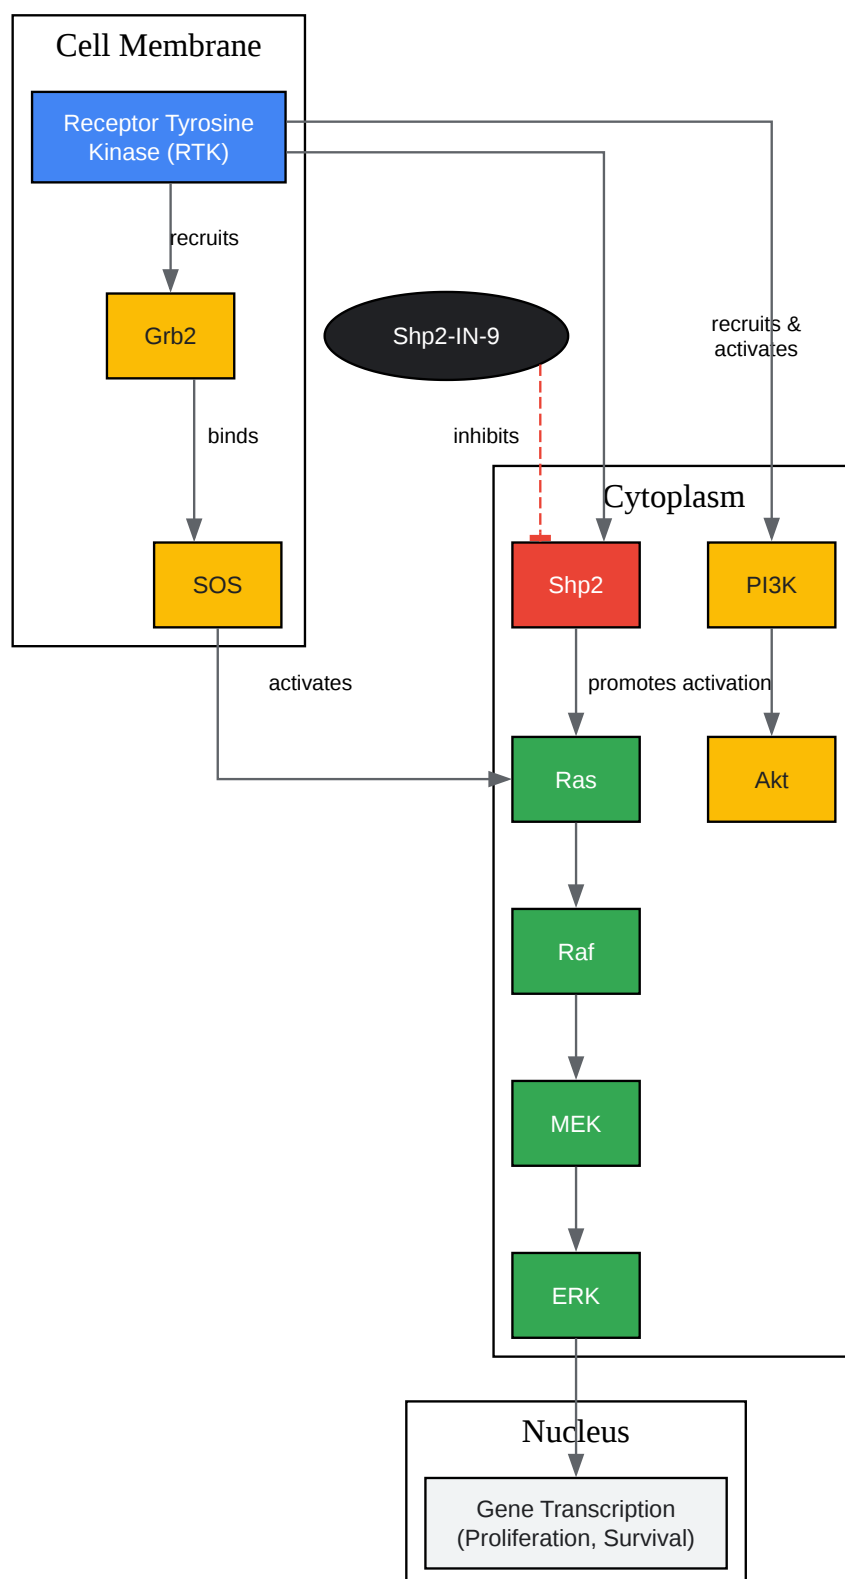 Cell Membrane
Receptor Tyrosine
Kinase (RTK)
recruits
Grb2
Shp2-IN-9
recruits &
activates
binds
inhibits
Cytoplasm
SOS
Shp2
PI3K
activates
promotes activation
Ras
Akt
Raf
MEK
ERK
Nucleus
Gene Transcription
(Proliferation, Survival)